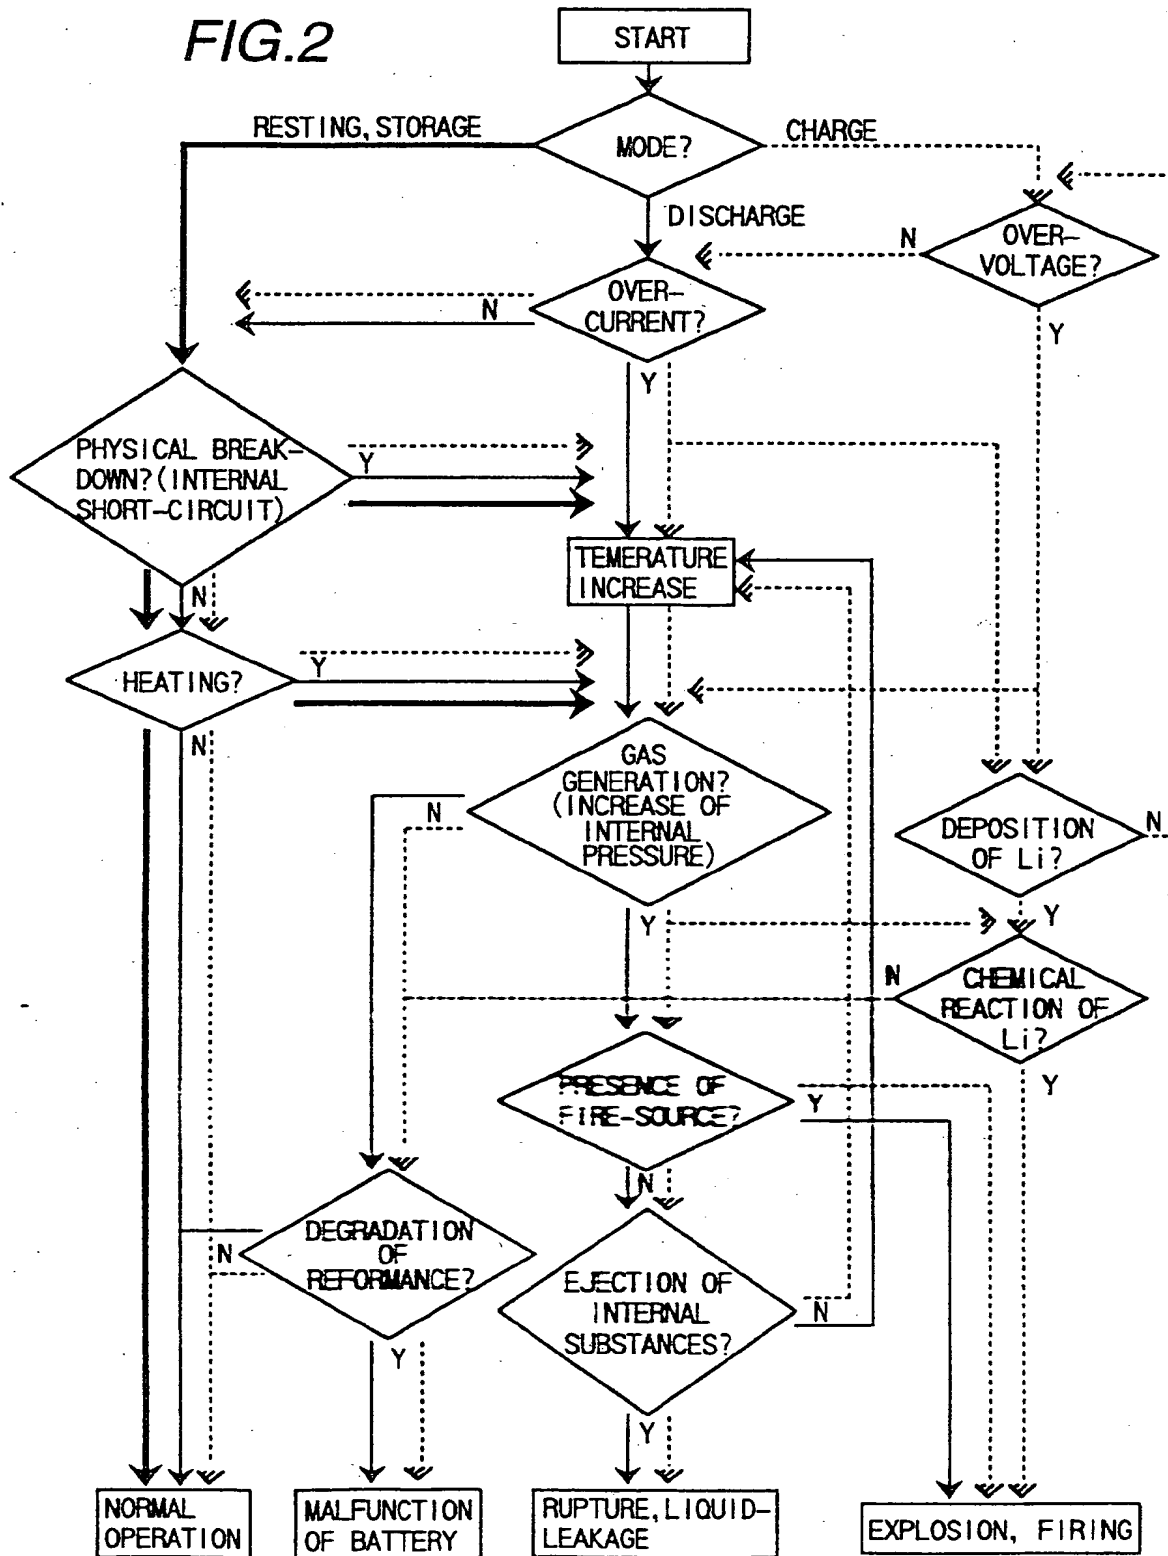 FIG.2
START
RESTING, STORAGE
CHARGE
MODE?
DISCHARGE
N
OVER-
VOLTAGE?
OVER-
CURRENT?
N
Y
Y
PHYSICAL BREAK-
DOWN? (INTERNAL
SHORT-CIRCUIT)
Y
TEMERATURE
INCREASE
N
HEATING?
Y
N
GAS
GENERATION?
(INCREASE OF
INTERNAL
PRESSURE)
N
DEPOSITION
OF Li?
N
Y
Y
N
CHEMICAL
REACTION OF
Li?
Y
PRESENCE OF
FIRE-SOURCE?
Y
N
DEGRADATION
OF
REFORMANCE?
N
EJECTION OF
INTERNAL
SUBSTANCES?
N
Y
Y
NORMAL
OPERATION
MALFUNCTION
OF BATTERY
RUPTURE, LIQUID-
LEAKAGE
EXPLOSION, FIRING